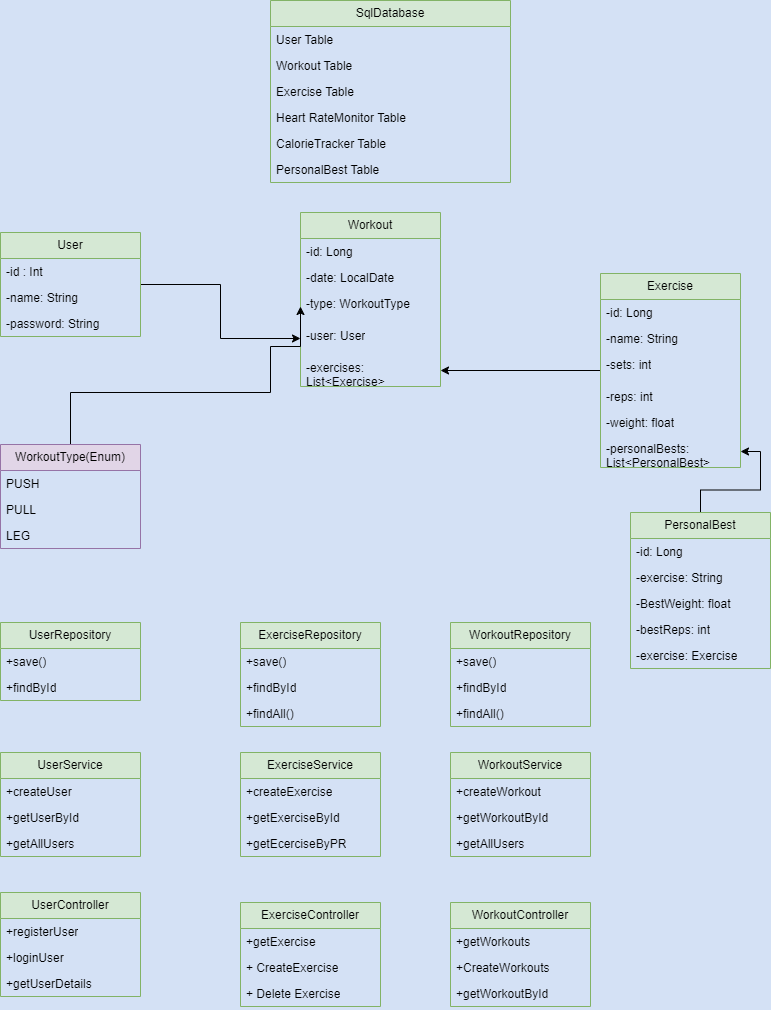 SqlDatabase
User Table
Workout Table
Exercise Table
Heart RateMonitor Table
CalorieTracker Table
PersonalBest Table
User
-id : Int
-name: String
-password: String
Workout
-id: Long
-date: LocalDate
-type: WorkoutType
-user: User
-exercises:
List<Exercise>
Exercise
-id: Long
-name: String
-sets: int
-reps: int
-weight: float
-personalBests:
List<PersonalBest>
WorkoutType(Enum)
PUSH
PULL
LEG
PersonalBest
-id: Long
-exercise: String
-BestWeight: float
-bestReps: int
-exercise: Exercise
UserRepository
+save()
+findById
ExerciseRepository
+save()
+findById
+findAll()
WorkoutRepository
+save()
+findById
+findAll()
UserService
+createUser
+getUserById
+getAllUsers
ExerciseService
+createExercise
+getExerciseById
+getEcerciseByPR
WorkoutService
+createWorkout
+getWorkoutById
+getAllUsers
UserController
+registerUser
+loginUser
+getUserDetails
ExerciseController
+getExercise
+ CreateExercise
+ Delete Exercise
WorkoutController
+getWorkouts
+CreateWorkouts
+getWorkoutById